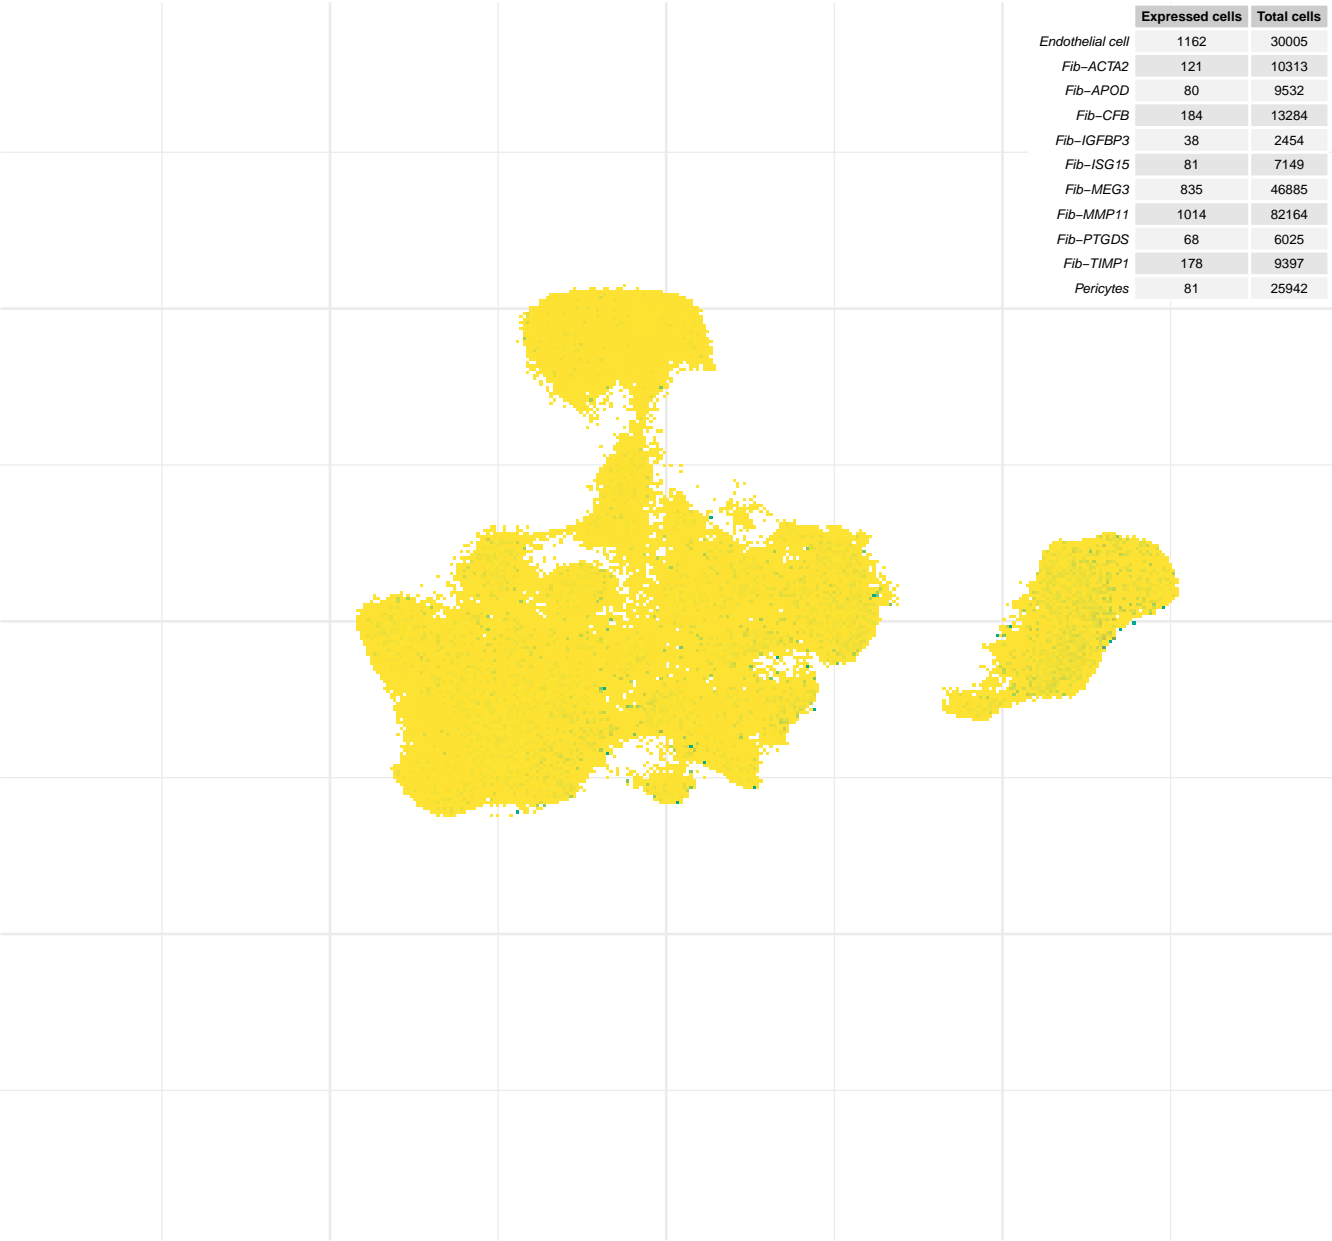 Expressed cells Total cells
Endothelial cell 1162 30005
Fib−ACTA2 121 10313
Fib−APOD 80 9532
Fib−CFB 184 13284
Fib−IGFBP3 38 2454
Fib−ISG15 81 7149
Fib−MEG3 835 46885
Fib−MMP11 1014 82164
Fib−PTGDS 68 6025
Fib−TIMP1 178 9397
Pericytes 81 25942